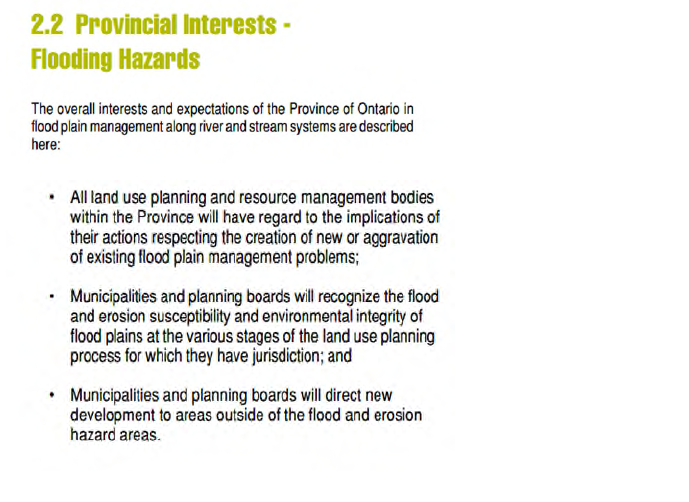 2.2 Provincial Interests -
Flooding Hazards
The overall interests and expectations of the Province of Ontario in
flood plain management along river and stream systems are described
here:
• All land use planning and resource management bodies
within the Province will have regard to the implications of
their actions respecting the creation of new or aggravation
of existing flood plain management problems;
• Municipalities and planning boards will recognize the flood
and erosion susceptibility and environmental integrity of
flood plains at the various stages of the land use planning
process for which they have jurisdiction; and
• Municipalities and planning boards will direct new
development to areas outside of the flood and erosion
hazard areas.